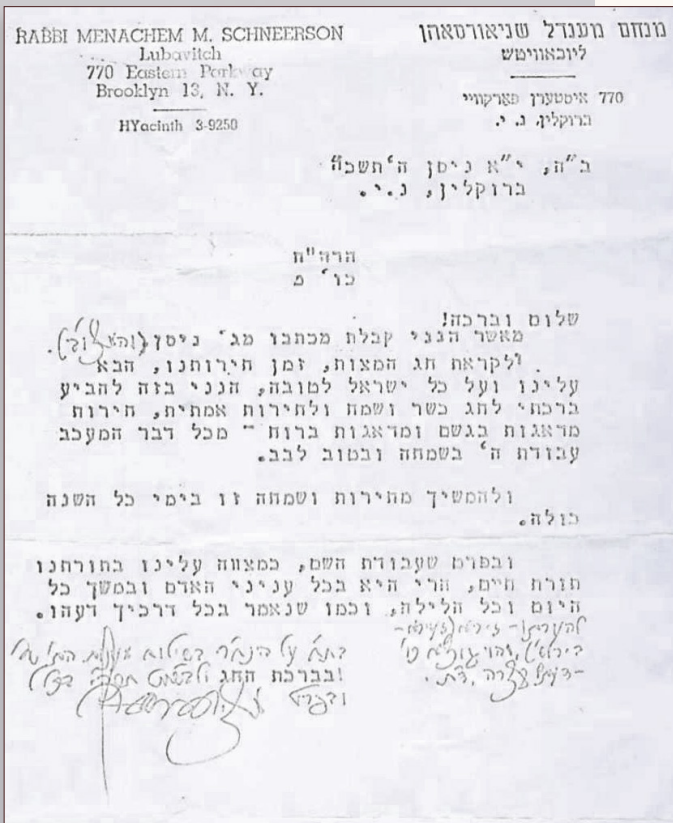 RABBI MENACHEM M. SCHNEERSON
Lubavitch
770 Eastern Parkway
Brooklyn 13, N. Y.
HYacinth 3-9250
מנחם מענדל שניאורסאהן
ליובאוויטש
770 איסטערן פארקוויי
ברוקלין, נ. י.
ב"ה, י"א ניסן ה'תשכ"
ברוקלין, נ.י.
הרה"ח
כו' פ
שלום וברכה!
מאשר הנני קבלת מכתבו מג' ניסן
ולקראת חג המצות, זמן חירותנו, הבא
עלינו ועל כל ישראל לטובה, הנני בזה להביע
ברכתי לחג כשר ושמח ולחירות אמתית, חירות
מדאגות בגשם ומדאגות ברוח - מכל דבר המעכב
עבודת ה' בשמחה ובטוב לבב.
ולהמשיך מחירות ושמחה זו בימי כל השנה
כולה.
ובפרט שעבודת השם, כמצווה עלינו בתורתנו
תורת חיים, הרי היא בכל עניני האדם ובמשך כל
היום וכל הלילה, וכמו שנאמר בכל דרכיך דעהו.
בברכת החג